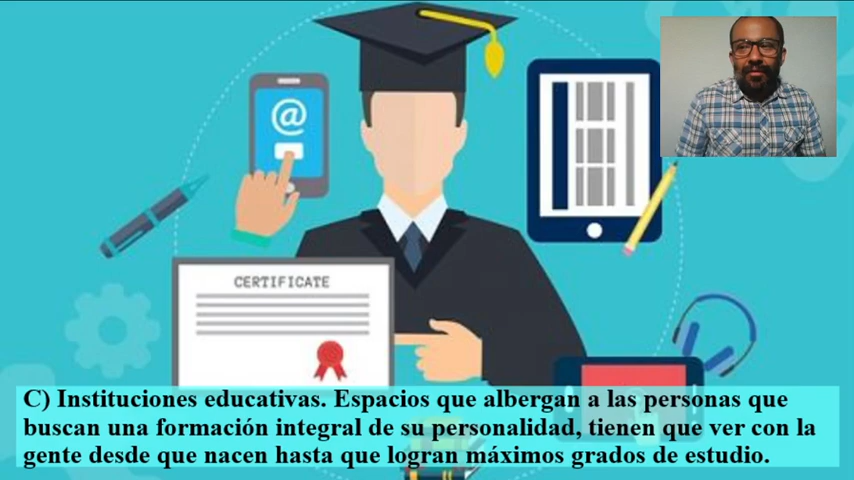 @
CERTIFICATE
C) Instituciones educativas. Espacios que albergan a las personas que
buscan una formación integral de su personalidad, tienen que ver con la
gente desde que nacen hasta que logran máximos grados de estudio.